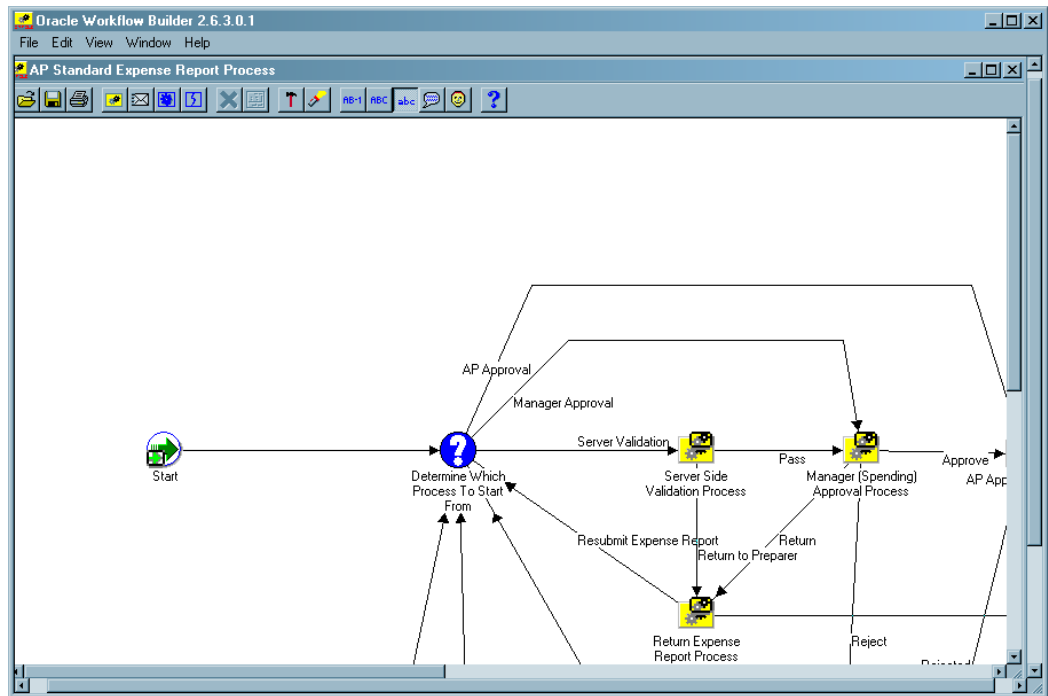 Oracle Workflow Builder 2.6.3.0.1
File Edit View Window Help
AP Standard Expense Report Process
AB-1 ABC abc ?
AP Approval
Manager Approval
Server Validation
Pass
Approve
Start
?
Determine Which
Process To Start
From
Server Side
Validation Process
Manager (Spending)
Approval Process
AP App
Resubmit Expense Report
Return
Return to Preparer
Return Expense
Report Process
Reject
Rejected